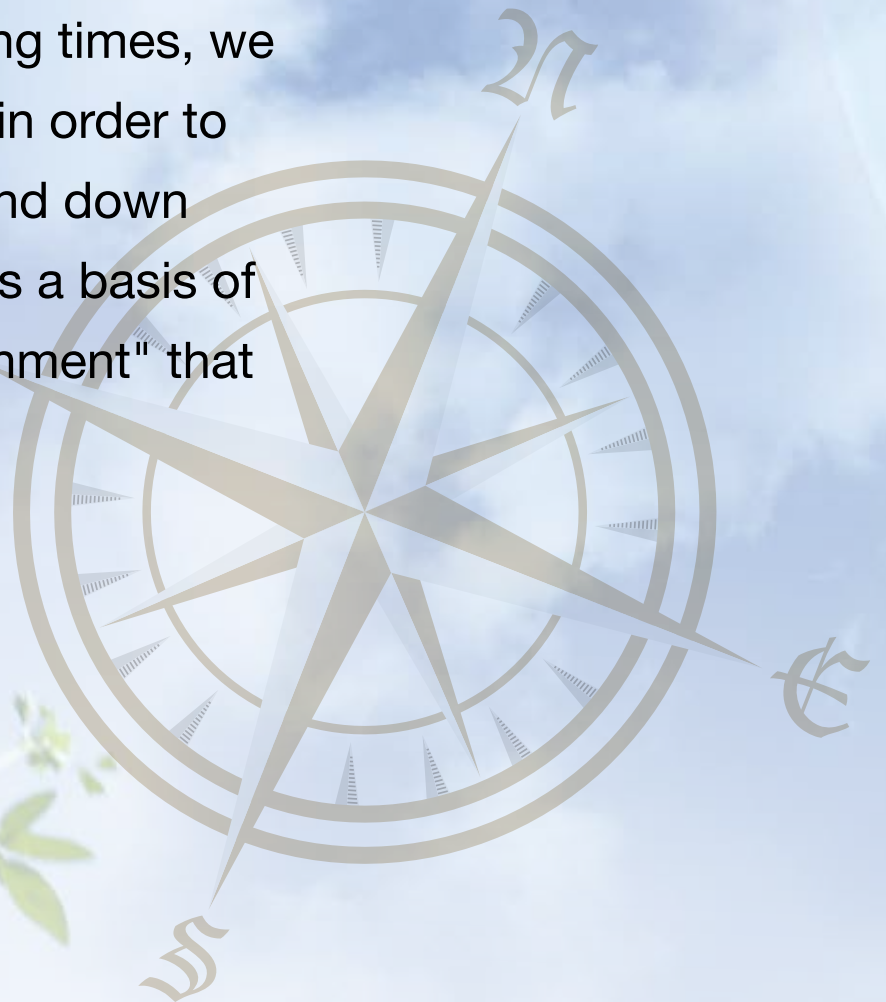 ng times, we
in order to
nd down
s a basis of
nment" that
N
E
S